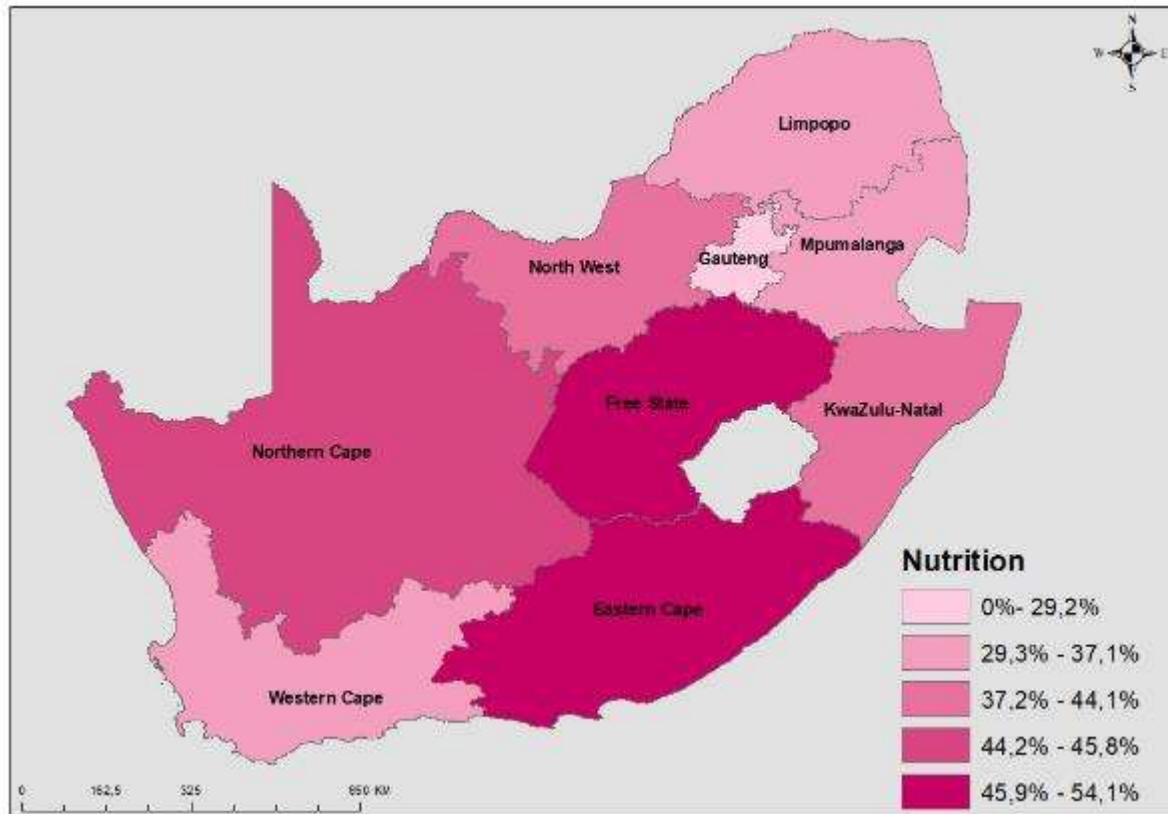 N
W E
S
Limpopo
Mpumalanga
Gauteng
North West
Free State
KwaZulu-Natal
Northern Cape
Eastern Cape
Western Cape
Nutrition
0%- 29,2%
29,3% - 37,1%
37,2% - 44,1%
44,2% - 45,8%
45,9% - 54,1%
0 162,5 325 650 KM